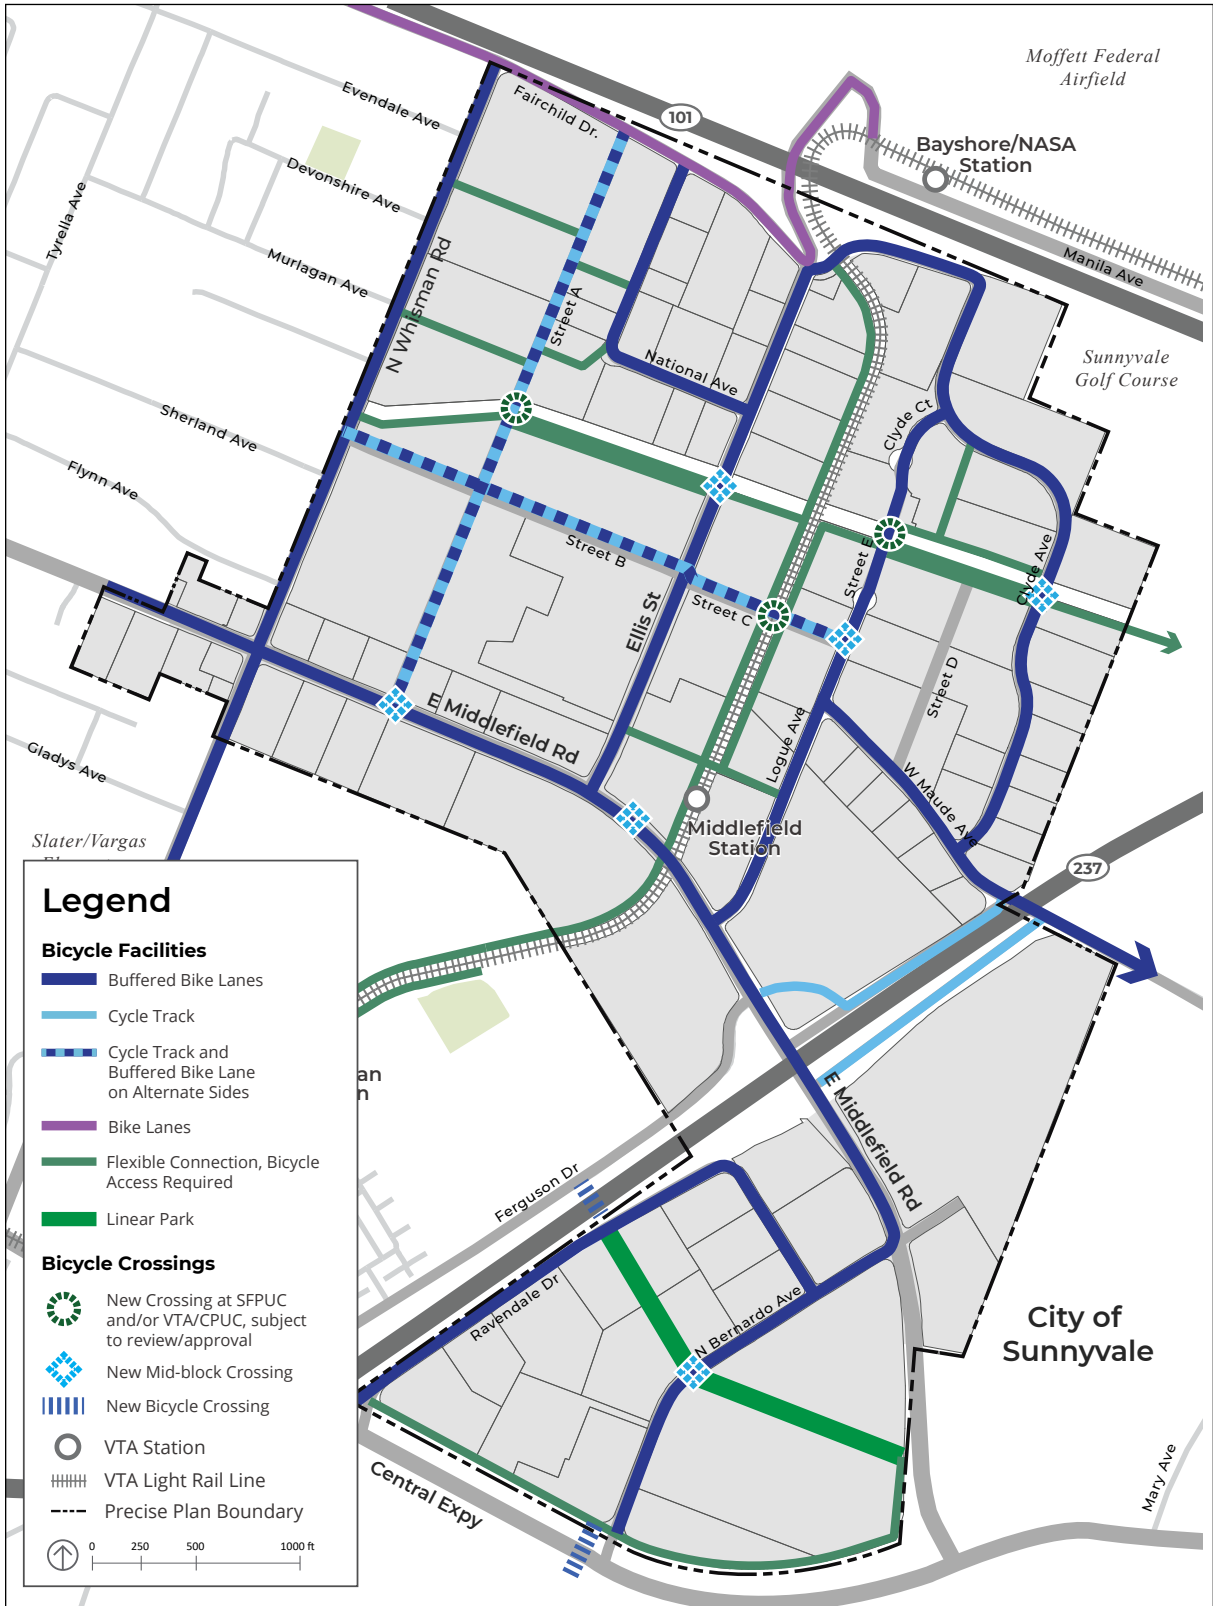 Moffett Federal
Airfield
Evendale Ave
Fairchild Dr.
101
Bayshore/NASA
Station
Devonshire Ave
Tyrella Ave
Murlagan Ave
N Whisman Rd
Street A
Manila Ave
National Ave
Sunnyvale
Golf Course
Sherland Ave
Clyde Ct
Flynn Ave
Street B
Street C
Street E
Clyde Ave
Ellis St
Street D
E Middlefield Rd
Logue Ave
Gladys Ave
W Maude Ave
Middlefield
Station
237
Slater/Vargas
an
n
E Middlefield Rd
Ferguson Dr
Ravendale Dr
N Bernardo Ave
City of
Sunnyvale
Central Expy
Mary Ave
Legend
Bicycle Facilities
Buffered Bike Lanes
Cycle Track
Cycle Track and
Buffered Bike Lane
on Alternate Sides
Bike Lanes
Flexible Connection, Bicycle
Access Required
Linear Park
Bicycle Crossings
New Crossing at SFPUC
and/or VTA/CPUC, subject
to review/approval
New Mid-block Crossing
New Bicycle Crossing
VTA Station
VTA Light Rail Line
Precise Plan Boundary
0 250 500 1000 ft